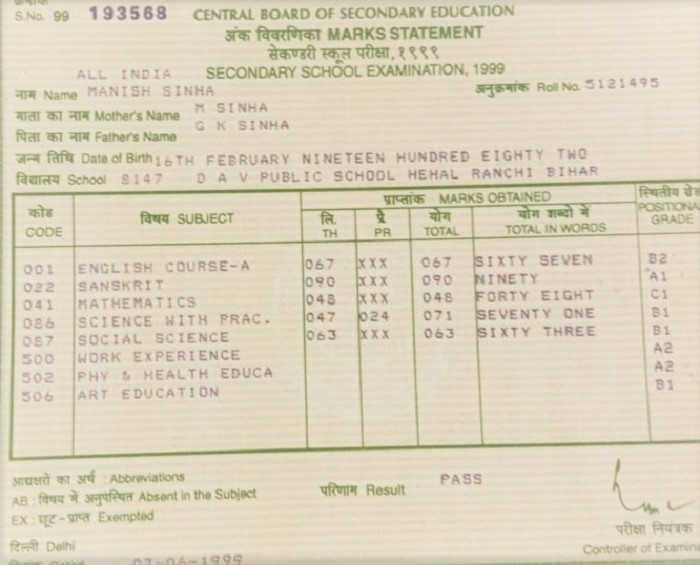 S.No. 99 193568 CENTRAL BOARD OF SECONDARY EDUCATION
अंक विवरणिका MARKS STATEMENT
सेकण्डरी स्कूल परीक्षा, १९९९
ALL INDIA SECONDARY SCHOOL EXAMINATION, 1999
नाम Name MANISH SINHA अनुक्रमांक Roll No. 5121495
माता का नाम Mother's Name M SINHA
पिता का नाम Father's Name G K SINHA
जन्म तिथि Date of Birth 16TH FEBRUARY NINETEEN HUNDRED EIGHTY TWO
विद्यालय School 8147 D A V PUBLIC SCHOOL HEHAL RANCHI BIHAR
कोड CODE विषय SUBJECT प्राप्तांक MARKS OBTAINED स्थितीय ग्रेड POSITIONAL GRADE
लि. TH प्रै PR योग TOTAL योग शब्दों में TOTAL IN WORDS
001 ENGLISH COURSE-A 067 XXX 067 SIXTY SEVEN B2
022 SANSKRIT 090 XXX 090 NINETY A1
041 MATHEMATICS 048 XXX 048 FORTY EIGHT C1
086 SCIENCE WITH PRAC. 047 024 071 SEVENTY ONE B1
087 SOCIAL SCIENCE 063 XXX 063 SIXTY THREE B1
500 WORK EXPERIENCE A2
502 PHY & HEALTH EDUCA A2
506 ART EDUCATION B1
आद्यक्षरो का अर्थ : Abbreviations
AB : विषय में अनुपस्थित Absent in the Subject परिणाम Result PASS
EX : छूट-प्राप्त Exempted
परीक्षा नियंत्रक
दिल्ली Delhi Controller of Examina
Dated 07-06-1999